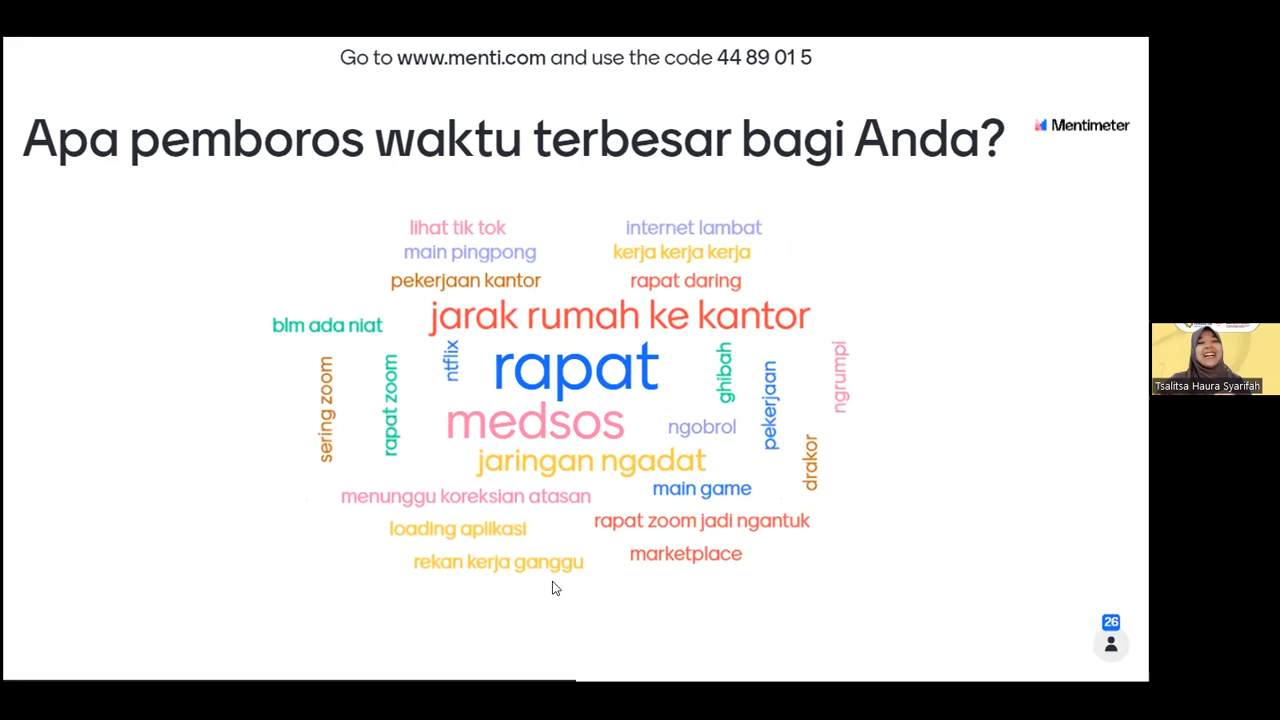 Go to www.menti.com and use the code 44 89 01 5
Apa pemboros waktu terbesar bagi Anda?
Mentimeter
lihat tik tok
internet lambat
main pingpong
kerja kerja kerja
pekerjaan kantor
rapat daring
jarak rumah ke kantor
blm ada niat
ntflix
rapat
ghibah
ngrumpi
sering zoom
rapat zoom
pekerjaan
medsos
ngobrol
drakor
jaringan ngadat
menunggu koreksian atasan
main game
loading aplikasi
rapat zoom jadi ngantuk
rekan kerja ganggu
marketplace
26
Tsalitsa Haura Syarifah